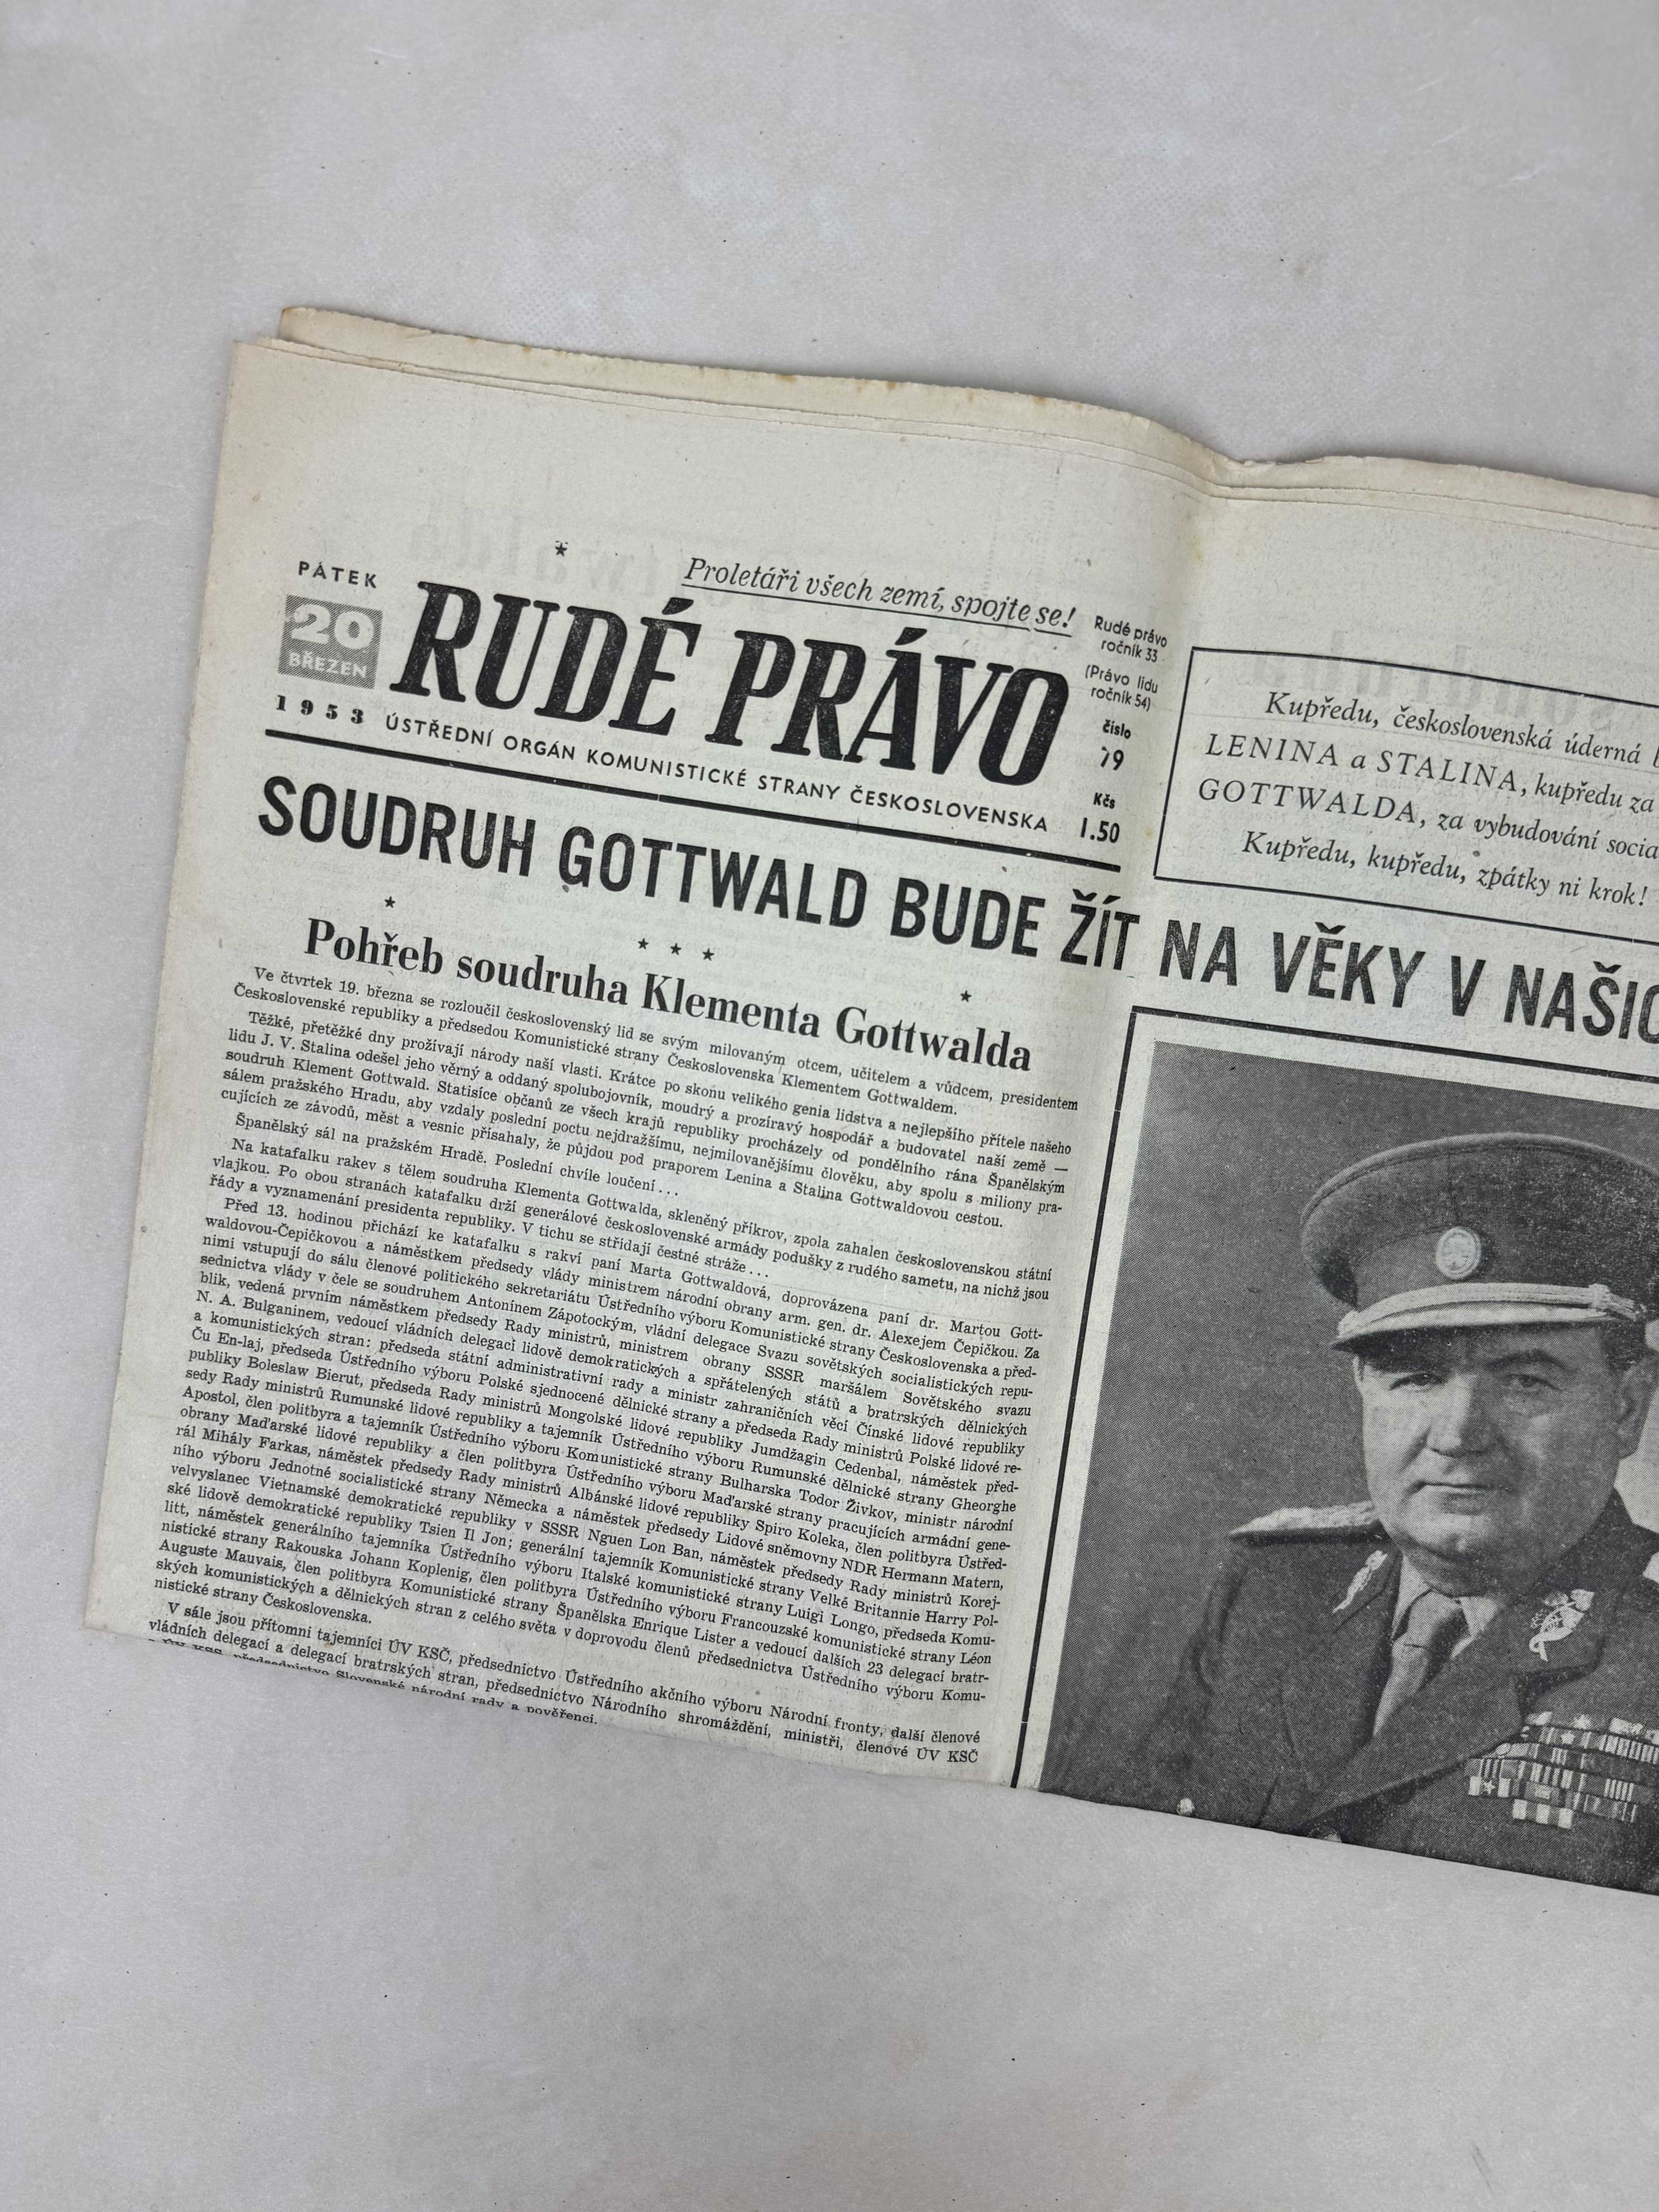 PÁTEK
20
BŘEZEN
1953
Proletáři všech zemí, spojte se!
RUDÉ PRÁVO
ÚSTŘEDNÍ ORGÁN KOMUNISTICKÉ STRANY ČESKOSLOVENSKA
Rudé právo
ročník 33
(Právo lidu
ročník 54)
číslo
79
Kčs
1.50
Kupředu, československá úderná
LENINA a STALINA, kupředu za
GOTTWALDA, za vybudování socia
Kupředu, kupředu, zpátky ni krok!
SOUDRUH GOTTWALD BUDE ŽÍT NA VĚKY V NAŠIC
Pohřeb soudruha Klementa Gottwalda
Ve čtvrtek 19. března se rozloučil československý lid se svým milovaným otcem, učitelem a vůdcem, presidentem
Československé republiky a předsedou Komunistické strany Československa Klementem Gottwaldem.
Těžké, přetěžké dny prožívají národy naší vlasti. Krátce po skonu velikého genia lidstva a nejlepšího přítele našeho
lidu J. V. Stalina odešel jeho věrný a oddaný spolubojovník, moudrý a prozíravý hospodář a budovatel naší země —
soudruh Klement Gottwald. Statisíce občanů ze všech krajů republiky procházely od pondělního rána Španělským
sálem pražského Hradu, aby vzdaly poslední poctu nejdražšímu, nejmilovanějšímu člověku, aby spolu s miliony pra-
cujících ze závodů, měst a vesnic přísahaly, že půjdou pod praporem Lenina a Stalina Gottwaldovou cestou.
Španělský sál na pražském Hradě. Poslední chvíle loučení...
Na katafalku rakev s tělem soudruha Klementa Gottwalda, skleněný příkrov, zpola zahalen československou státní
vlajkou. Po obou stranách katafalku drží generálové československé armády podušky z rudého sametu, na nichž jsou
řády a vyznamenání presidenta republiky. V tichu se střídají čestné stráže...
Před 13. hodinou přichází ke katafalku s rakví paní Marta Gottwaldová, doprovázena paní dr. Martou Gott-
waldovou-Čepičkovou a náměstkem předsedy vlády ministrem národní obrany arm. gen. dr. Alexejem Čepičkou. Za
nimi vstupují do sálu členové politického sekretariátu Ústředního výboru Komunistické strany Československa a před-
sednictva vlády v čele se soudruhem Antonínem Zápotockým, vládní delegace Svazu sovětských socialistických repu-
blik, vedená prvním náměstkem předsedy Rady ministrů, ministrem obrany SSSR maršálem Sovětského svazu
N. A. Bulganinem, vedoucí vládních delegací lidově demokratických a spřátelených států a bratrských dělnických
a komunistických stran: předseda státní administrativní rady a ministr zahraničních věcí Čínské lidové republiky
Ču En-laj, předseda Ústředního výboru Polské sjednocené dělnické strany a předseda Rady ministrů Polské lidové re-
publiky Boleslaw Bierut, předseda Rady ministrů Mongolské lidové republiky Jumdžagin Cedenbal, náměstek před-
sedy Rady ministrů Rumunské lidové republiky a tajemník Ústředního výboru Rumunské dělnické strany Gheorghe
Apostol, člen politbyra a tajemník Ústředního výboru Komunistické strany Bulharska Todor Živkov, ministr národní
obrany Maďarské lidové republiky a člen politbyra Ústředního výboru Maďarské strany pracujících armádní gene-
rál Mihály Farkas, náměstek předsedy Rady ministrů Albánské lidové republiky Spiro Koleka, člen politbyra Ústřed-
ního výboru Jednotné socialistické strany Německa a náměstek předsedy Lidové sněmovny NDR Hermann Matern,
velvyslanec Vietnamské demokratické republiky v SSSR Nguen Lon Ban, náměstek předsedy Rady ministrů Korej-
ské lidově demokratické republiky Tsien Il Jon; generální tajemník Komunistické strany Velké Britannie Harry Pol-
litt, náměstek generálního tajemníka Ústředního výboru Italské komunistické strany Luigi Longo, předseda Komu-
nistické strany Rakouska Johann Koplenig, člen politbyra Ústředního výboru Francouzské komunistické strany Léon
Auguste Mauvais, člen politbyra Komunistické strany Španělska Enrique Lister a vedoucí dalších 23 delegací bratr-
ských komunistických a dělnických stran z celého světa v doprovodu členů předsednictva Ústředního výboru Komu-
nistické strany Československa.
V sále jsou přítomni tajemníci ÚV KSČ, předsednictvo Ústředního akčního výboru Národní fronty, další členové
vládních delegací a delegací bratrských stran, předsednictvo Národního shromáždění, ministři, členové ÚV KSČ
předsednictvo Slovenské národní rady a pověřenci.